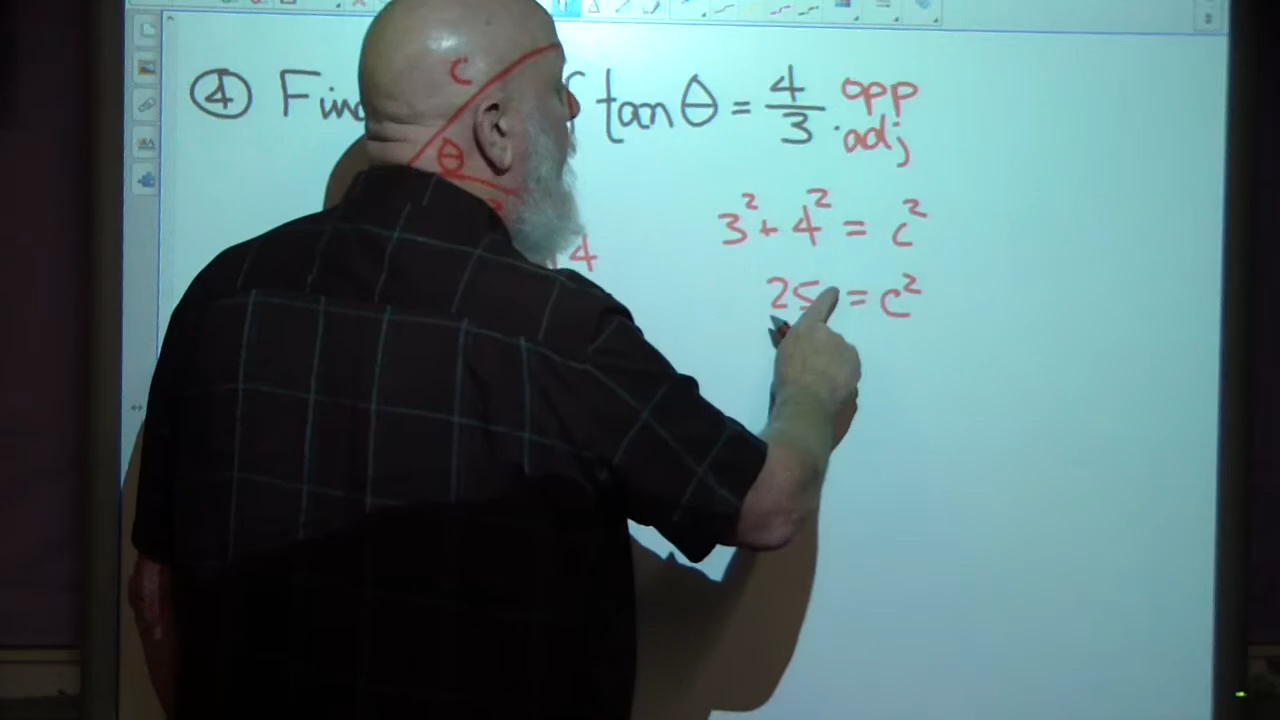 ④ Fin tan θ = 4/3 opp adj
c
θ
4
3² + 4² = c²
25 = c²